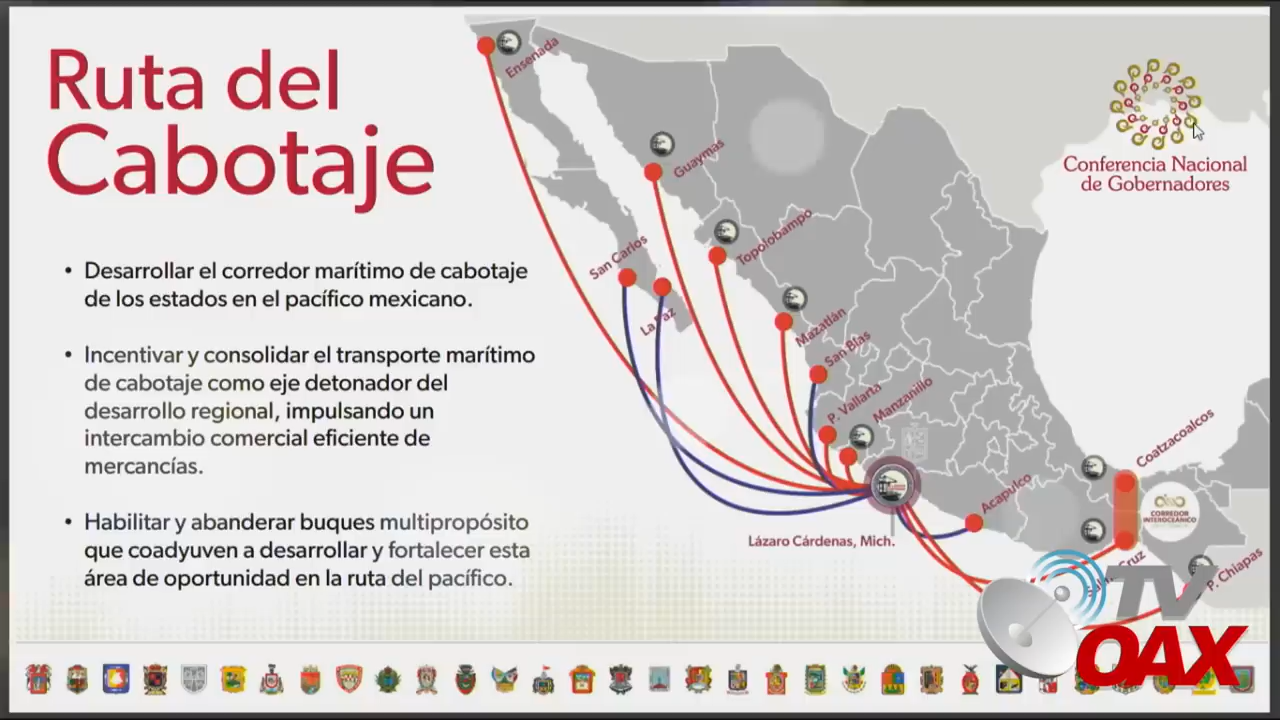 Ruta del
Cabotaje
Conferencia Nacional
de Gobernadores
• Desarrollar el corredor marítimo de cabotaje
de los estados en el pacífico mexicano.
• Incentivar y consolidar el transporte marítimo
de cabotaje como eje detonador del
desarrollo regional, impulsando un
intercambio comercial eficiente de
mercancías.
• Habilitar y abanderar buques multipropósito
que coadyuven a desarrollar y fortalecer esta
área de oportunidad en la ruta del pacífico.
Ensenada
Guaymas
Topolobampo
San Carlos
La Paz
Mazatlán
San Blas
P. Vallarta
Manzanillo
Lázaro Cárdenas, Mich.
Acapulco
Coatzacoalcos
CORREDOR
INTEROCEÁNICO
Cruz
P. Chiapas
TV
OAX